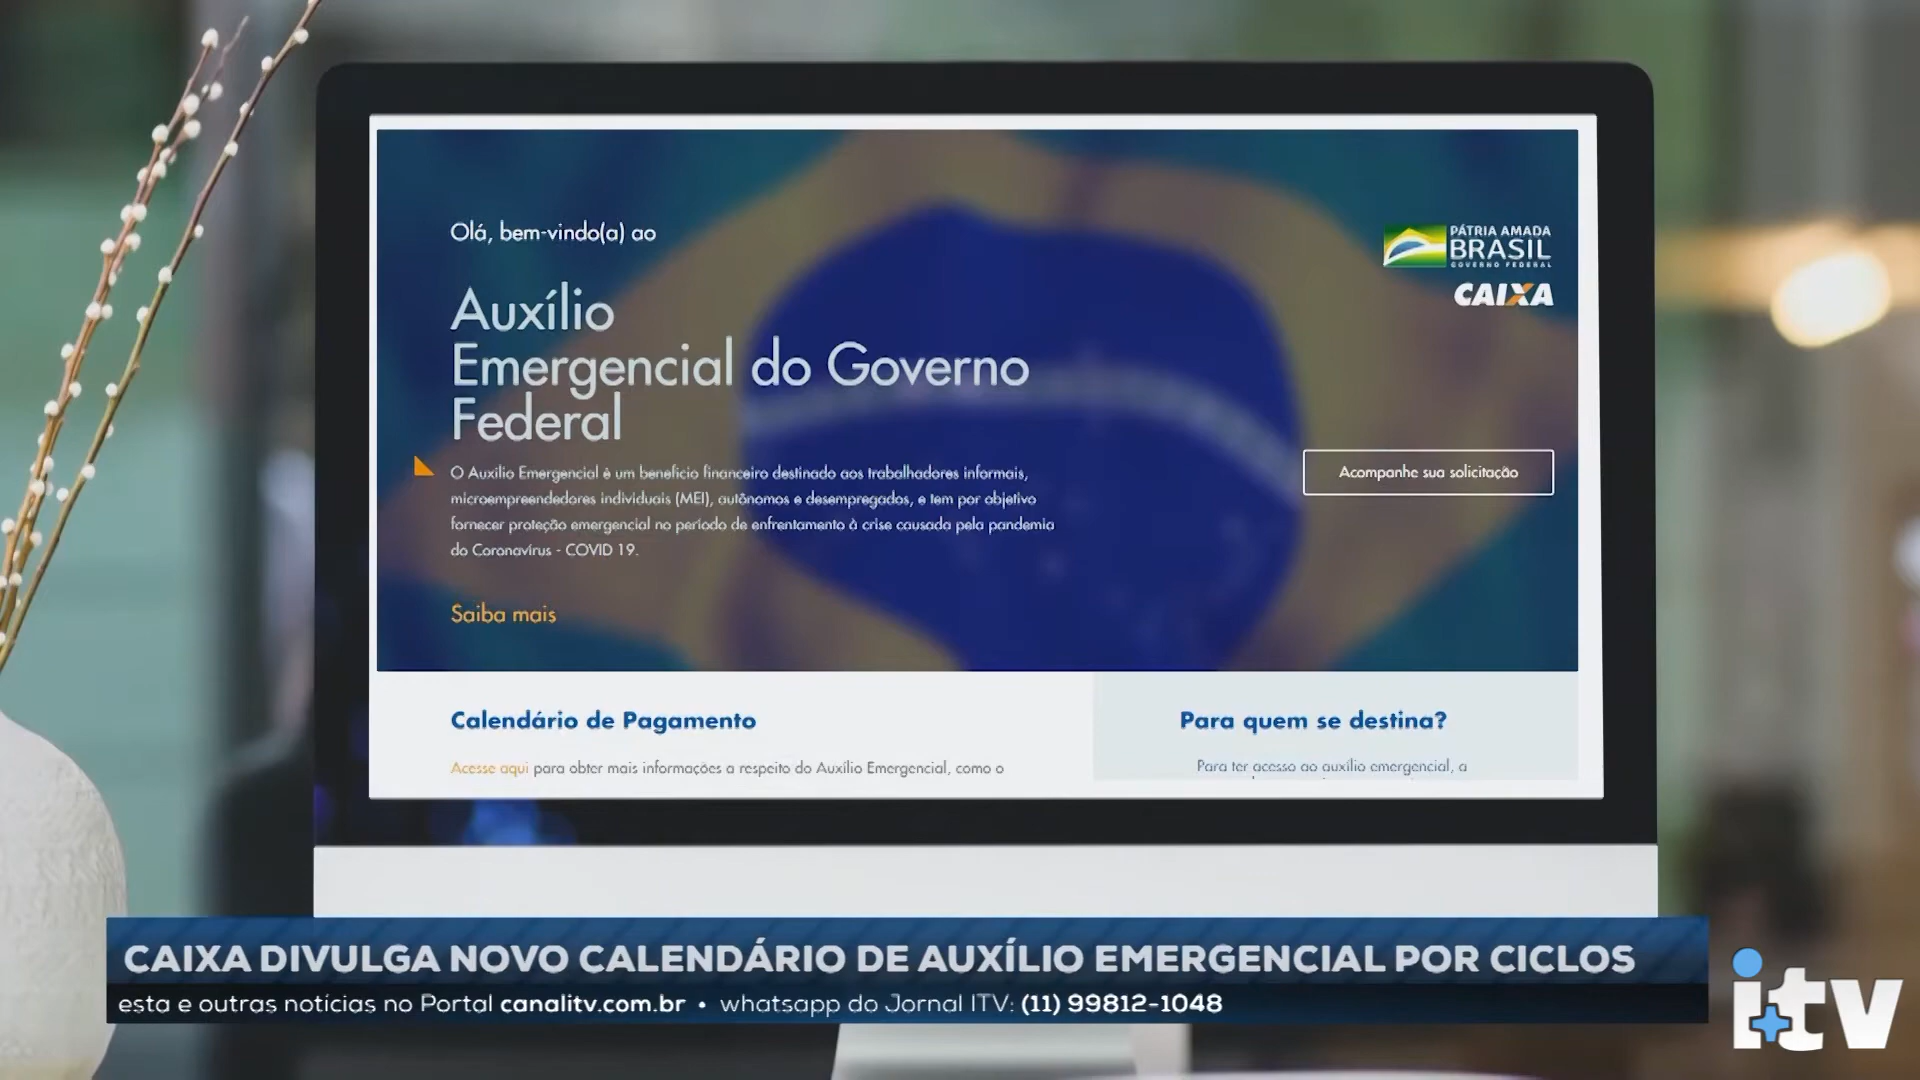 Olá, bem-vindo(a) ao
Auxílio
Emergencial do Governo
Federal
O Auxílio Emergencial é um benefício financeiro destinado aos trabalhadores informais,
microempreendedores individuais (MEI), autônomos e desempregados, e tem por objetivo
fornecer proteção emergencial no período de enfrentamento à crise causada pela pandemia
do Coronavírus - COVID 19.
Saiba mais
PÁTRIA AMADA
BRASIL
GOVERNO FEDERAL
CAIXA
Acompanhe sua solicitação
Calendário de Pagamento
Acesse aqui para obter mais informações a respeito do Auxílio Emergencial, como o
Para quem se destina?
Para ter acesso ao auxílio emergencial, a
CAIXA DIVULGA NOVO CALENDÁRIO DE AUXÍLIO EMERGENCIAL POR CICLOS
esta e outras notícias no Portal canalitv.com.br • whatsapp do Jornal ITV: (11) 99812-1048
itv